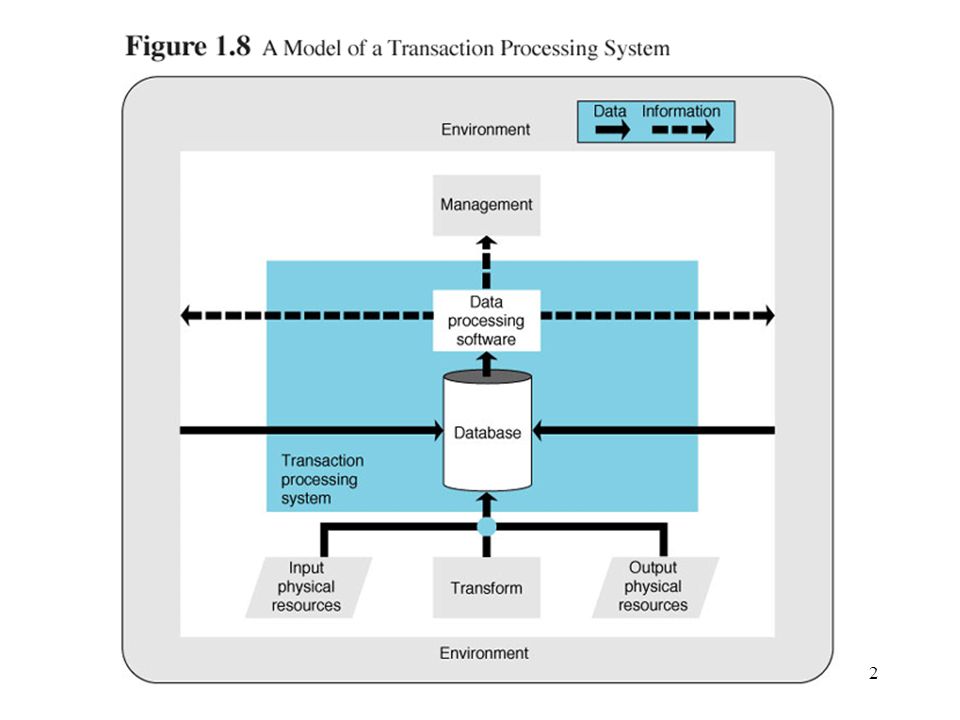 Figure 1.8 A Model of a Transaction Processing System
Data Information
Environment
Management
Data
processing
software
Database
Transaction
processing
system
Input
physical
resources
Transform
Output
physical
resources
Environment
2